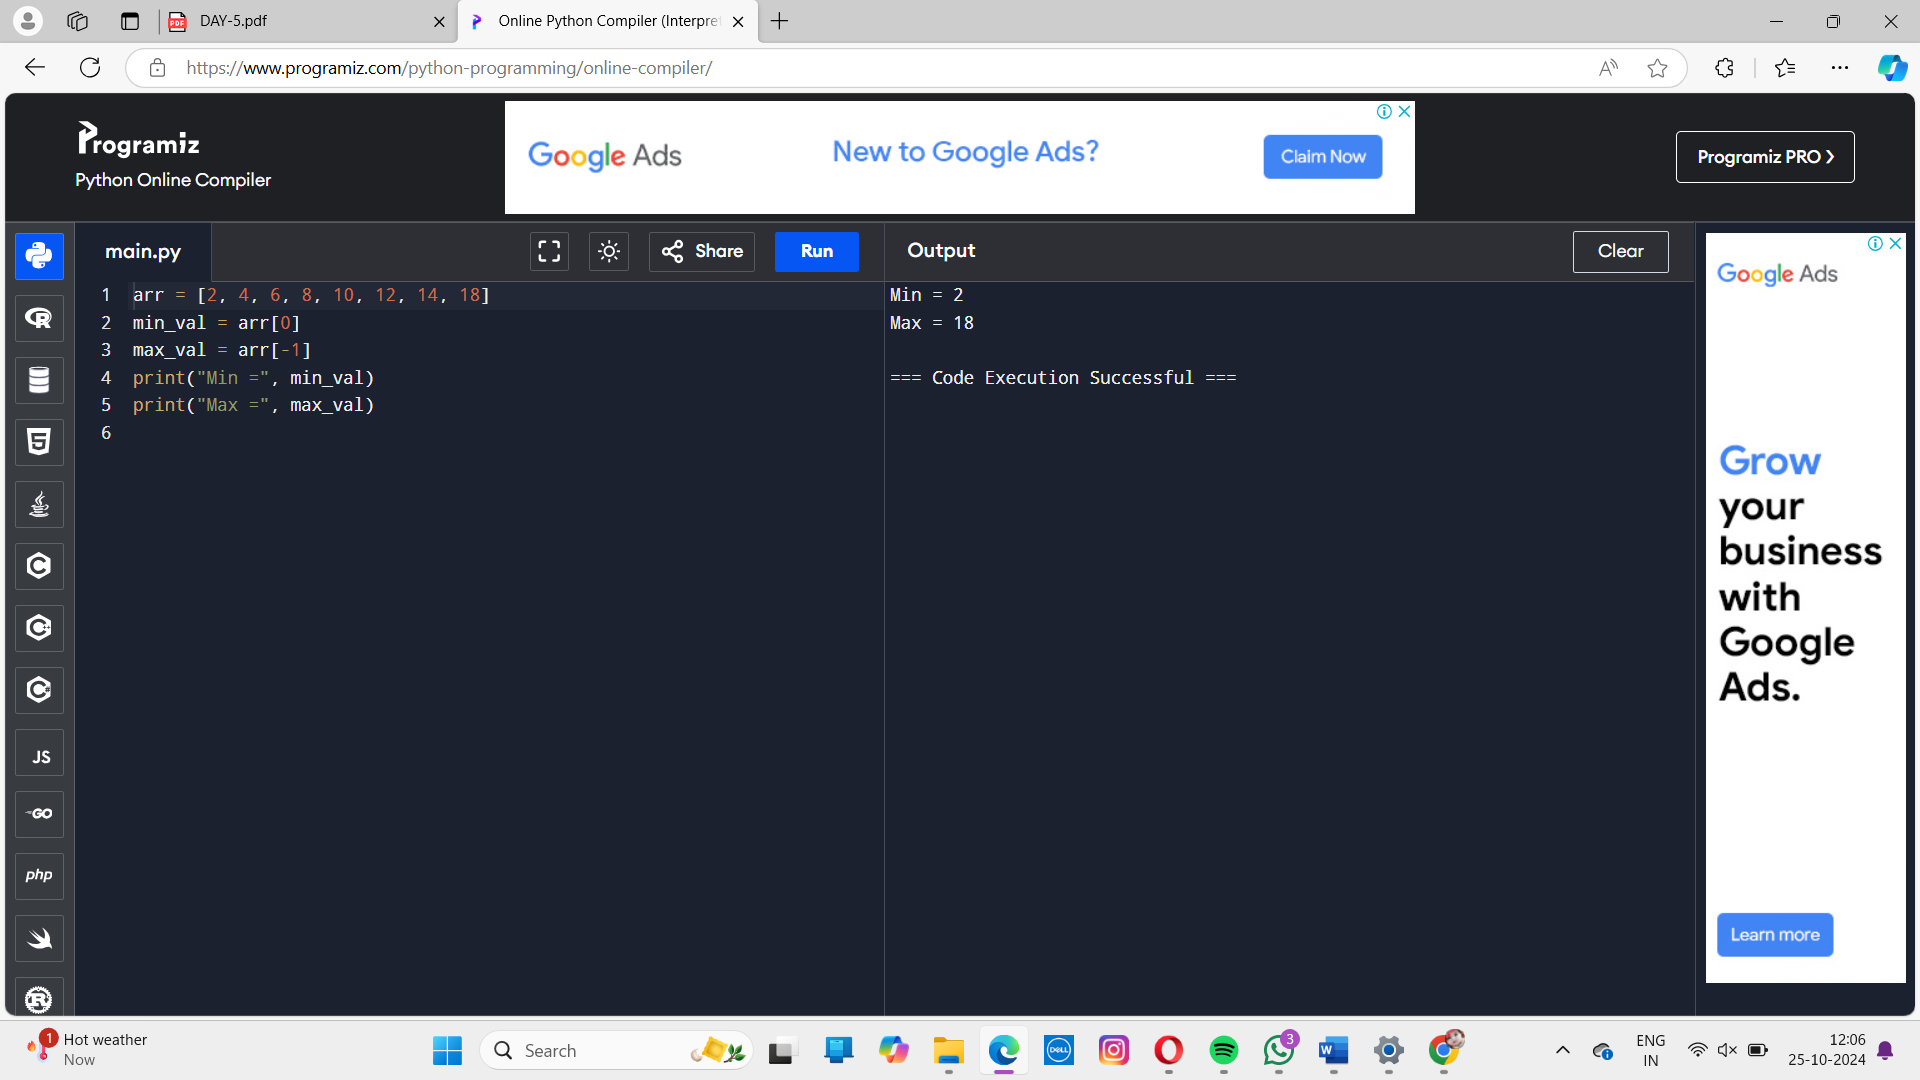 DAY-5.pdf
Online Python Compiler (Interpre
https://www.programiz.com/python-programming/online-compiler/
Programiz
Python Online Compiler
Google Ads
New to Google Ads?
Claim Now
Programiz PRO
main.py
Share
Run
Output
Clear
1 arr = [2, 4, 6, 8, 10, 12, 14, 18]
2 min_val = arr[0]
3 max_val = arr[-1]
4 print("Min =", min_val)
5 print("Max =", max_val)
6
Min = 2
Max = 18
=== Code Execution Successful ===
Google Ads
Grow
your
business
with
Google
Ads.
Learn more
JS
GO
php
1
Hot weather
Now
Search
DELL
3
W
ENG
IN
12:06
25-10-2024